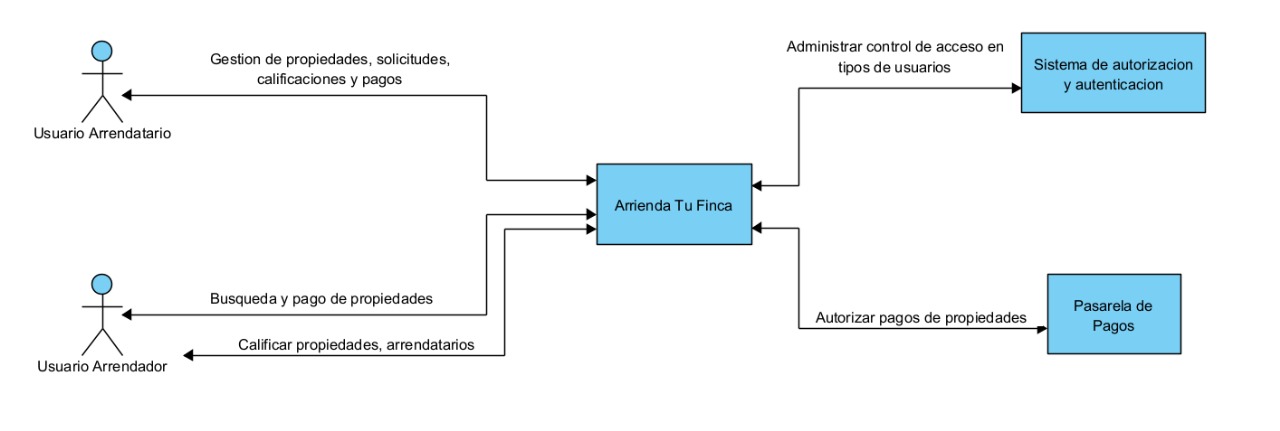 Gestion de propiedades, solicitudes,
calificaciones y pagos
Usuario Arrendatario
Administrar control de acceso en
tipos de usuarios
Sistema de autorizacion
y autenticacion
Arrienda Tu Finca
Busqueda y pago de propiedades
Calificar propiedades, arrendatarios
Usuario Arrendador
Autorizar pagos de propiedades
Pasarela de
Pagos